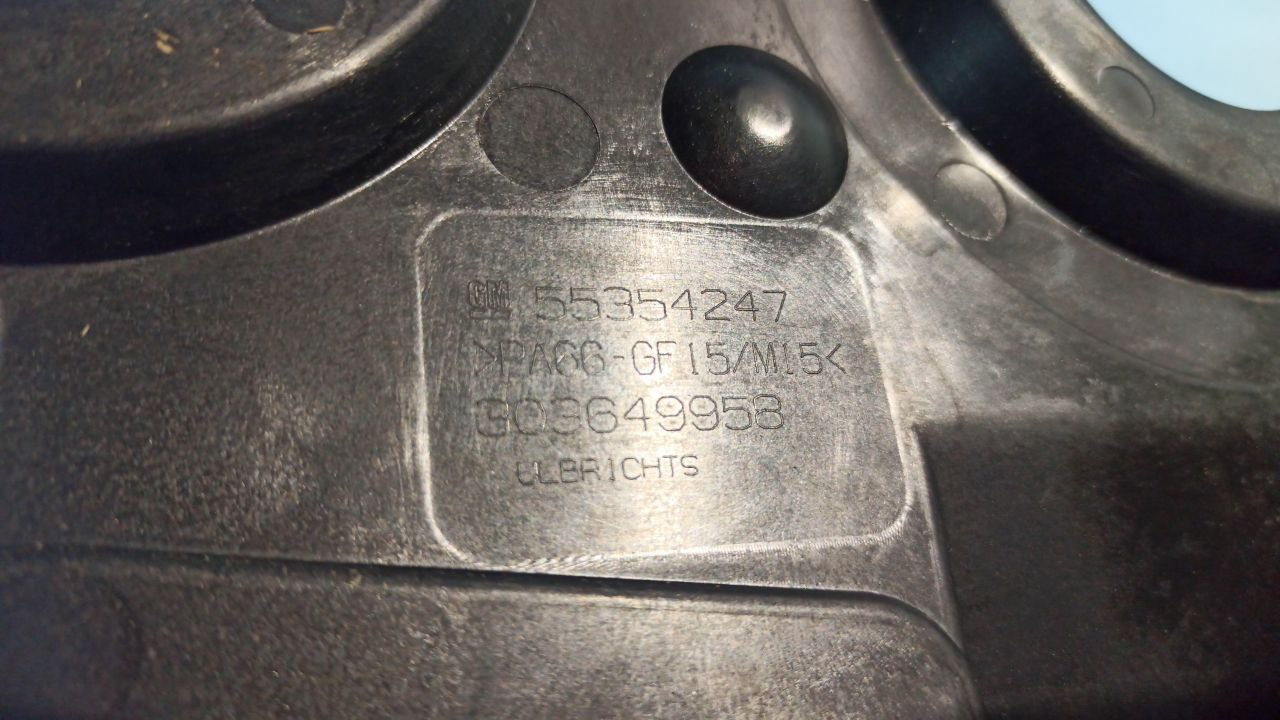 GM 55354247
>PA66-GF15/M15<
303649958
ULBRICHTS